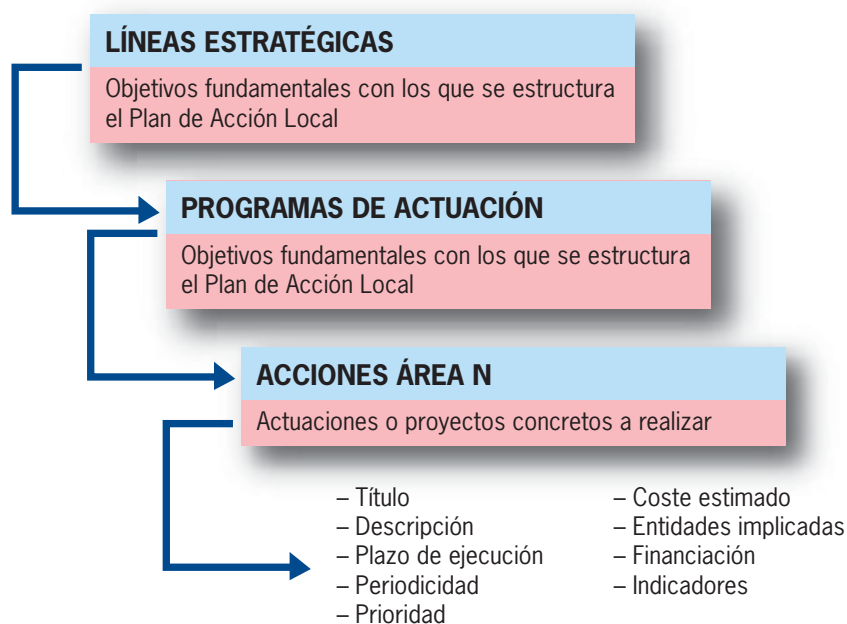 LÍNEAS ESTRATÉGICAS
Objetivos fundamentales con los que se estructura
el Plan de Acción Local
PROGRAMAS DE ACTUACIÓN
Objetivos fundamentales con los que se estructura
el Plan de Acción Local
ACCIONES ÁREA N
Actuaciones o proyectos concretos a realizar
– Título
– Descripción
– Plazo de ejecución
– Periodicidad
– Prioridad
– Coste estimado
– Entidades implicadas
– Financiación
– Indicadores